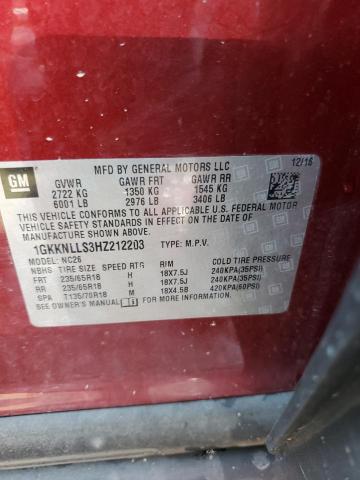 GM
MFD BY GENERAL MOTORS LLC 12/16
GVWR GAWR FRT GAWR RR
2722 KG 1350 KG 1545 KG
6001 LB 2976 LB 3406 LB
THIS VEHICLE CONFORMS TO ALL APPLICABLE U.S. FEDERAL
MOTOR VEHICLE SAFETY, BUMPER, AND THEFT PREVENTION
STANDARDS IN EFFECT ON THE DATE OF MANUFACTURE
SHOWN ABOVE.
1GKKNLLS3HZ212203 TYPE: M.P.V.
MODEL: NC26
NBHS TIRE SIZE SPEED RTG RIM COLD TIRE PRESSURE
FRT 235/65R18 H 18X7.5J 240KPA(35PSI)
RR 235/65R18 H 18X7.5J 240KPA(35PSI)
SPA T135/70R18 M 18X4.5B 420KPA(60PSI)
SEE OWNER'S MANUAL